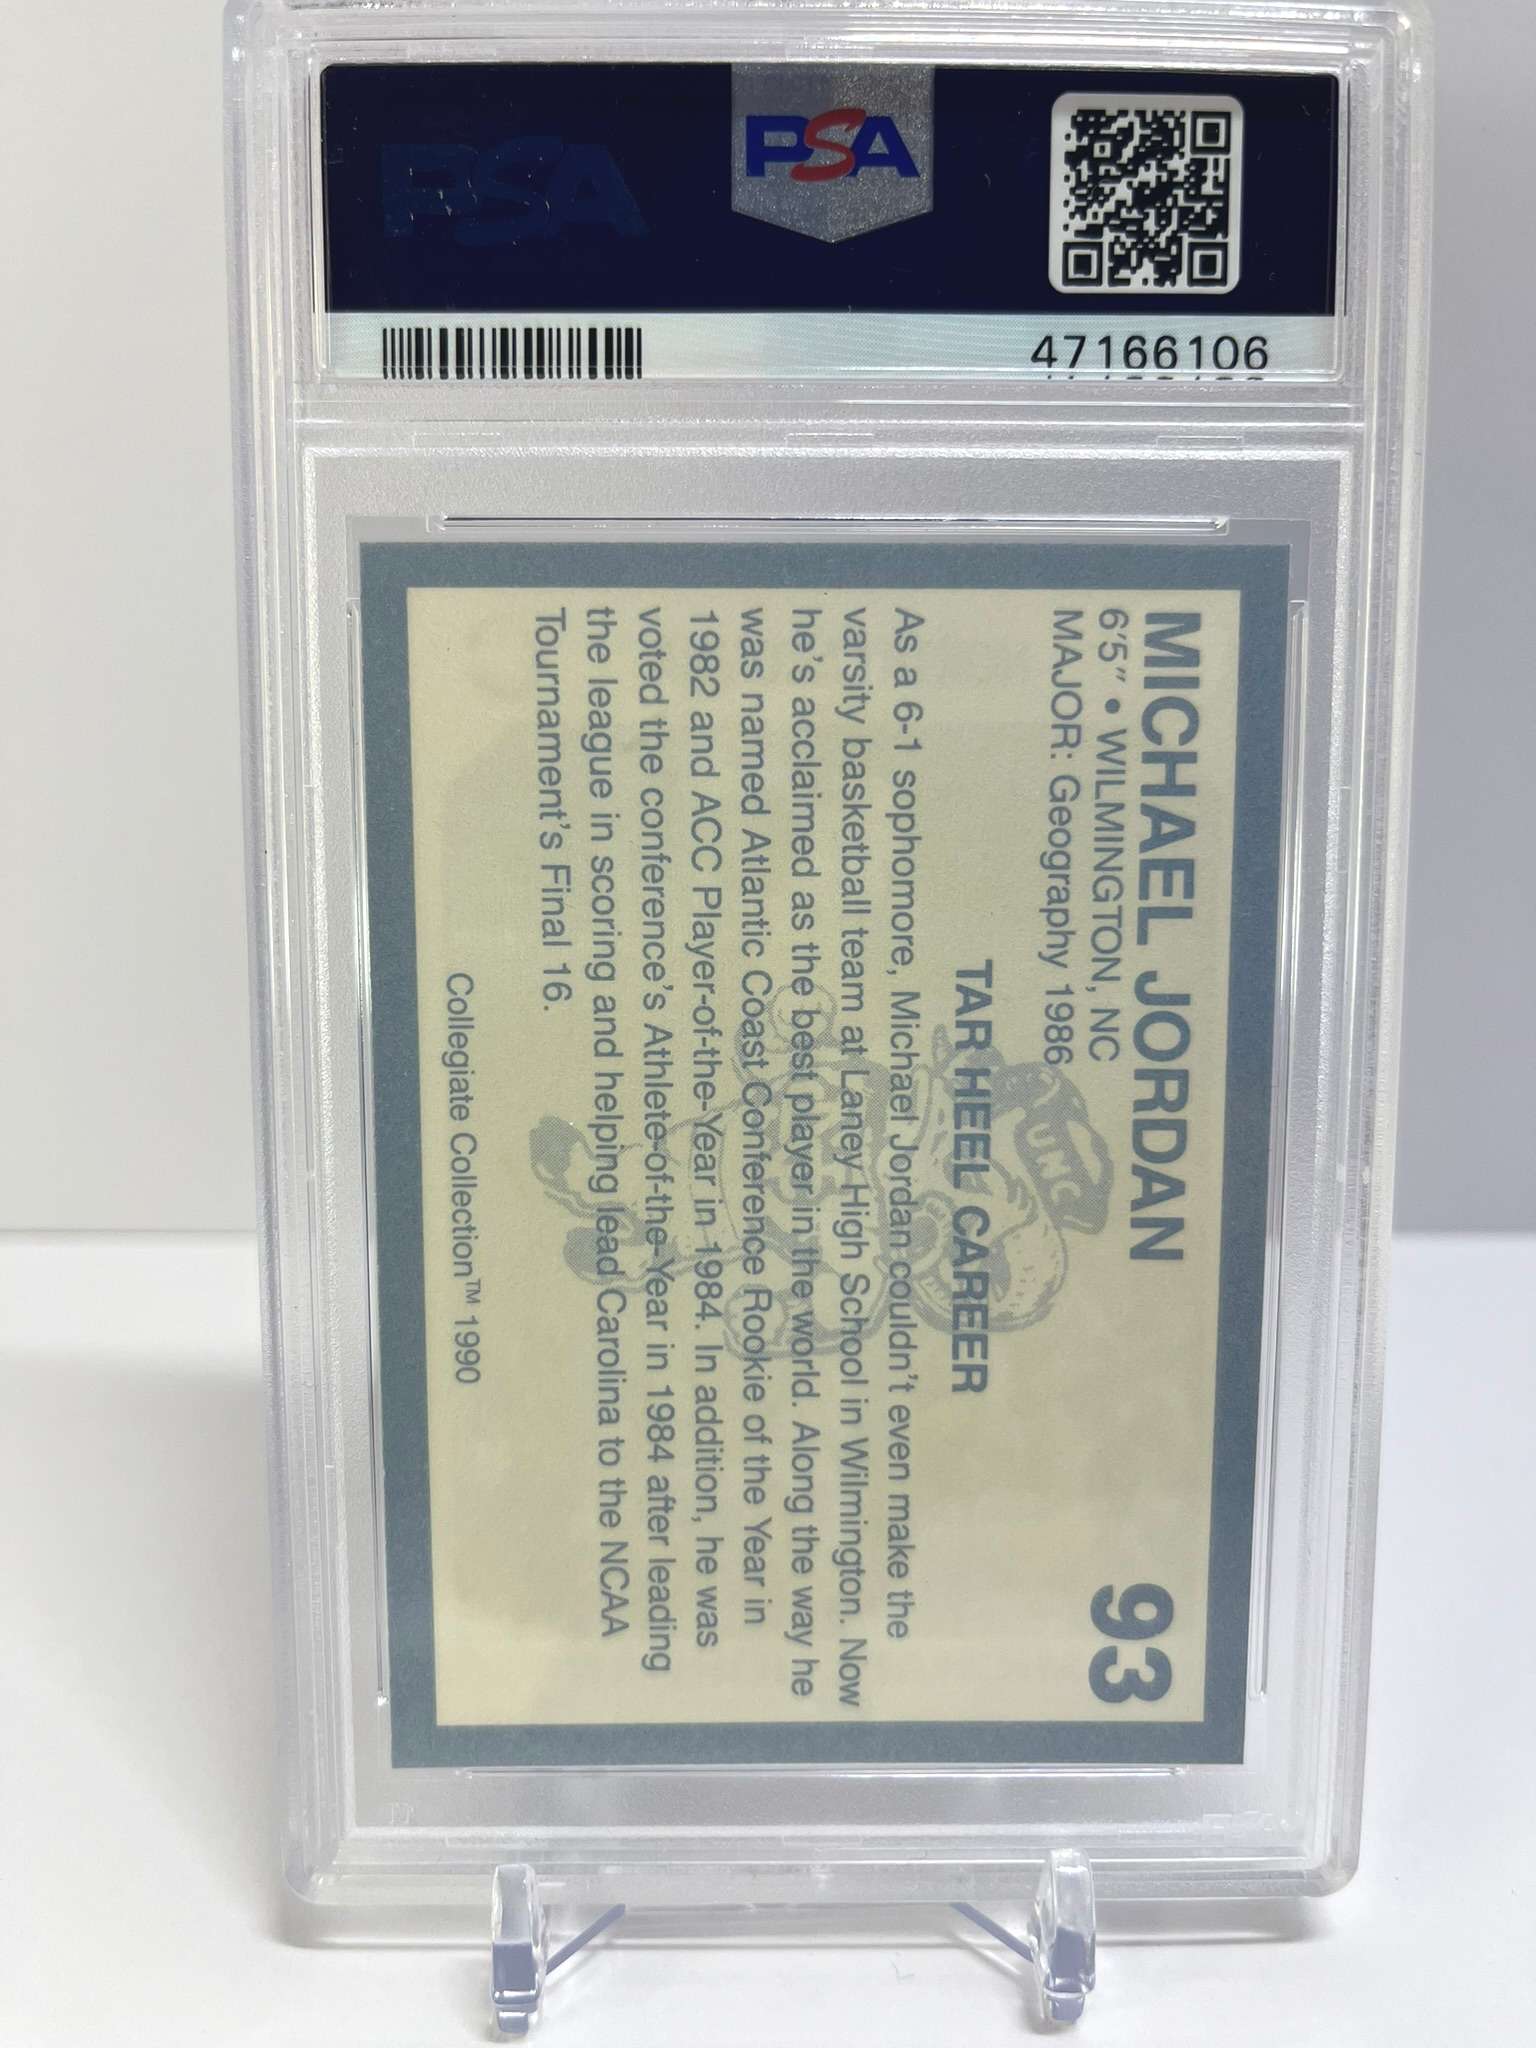 PSA
PSA
47166106
MICHAEL JORDAN
93
6'5" • WILMINGTON, NC
MAJOR: Geography 1986
UNC
TAR HEEL CAREER
As a 6-1 sophomore, Michael Jordan couldn't even make the
varsity basketball team at Laney High School in Wilmington. Now
he's acclaimed as the best player in the world. Along the way he
was named Atlantic Coast Conference Rookie of the Year in
1982 and ACC Player-of-the-Year in 1984. In addition, he was
voted the conference's Athlete-of-the-Year in 1984 after leading
the league in scoring and helping lead Carolina to the NCAA
Tournament's Final 16.
Collegiate Collection™ 1990